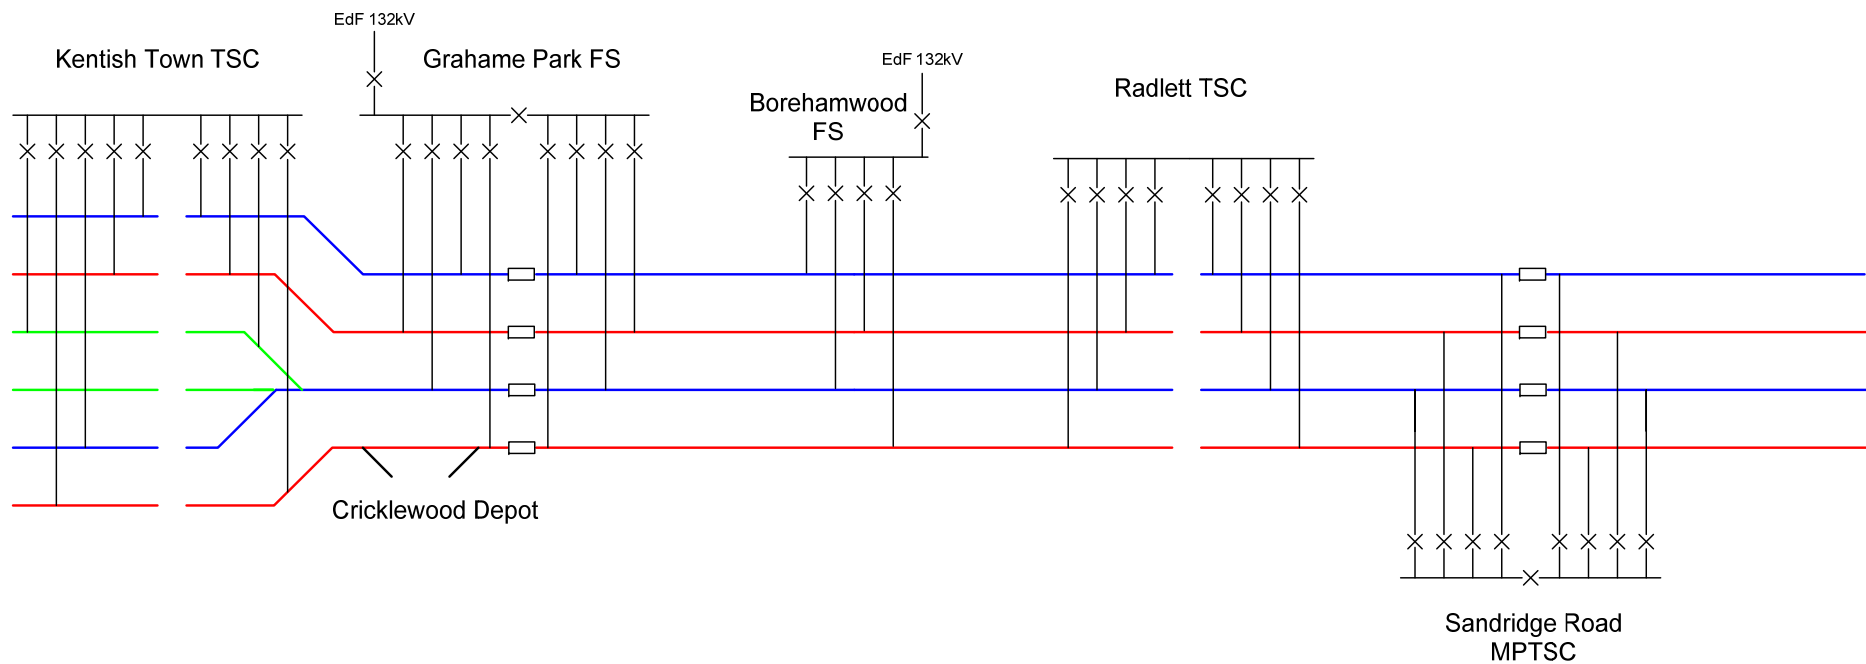 EdF 132kV
Kentish Town TSC
Grahame Park FS
EdF 132kV
Borehamwood
FS
Radlett TSC
Cricklewood Depot
Sandridge Road
MPTSC